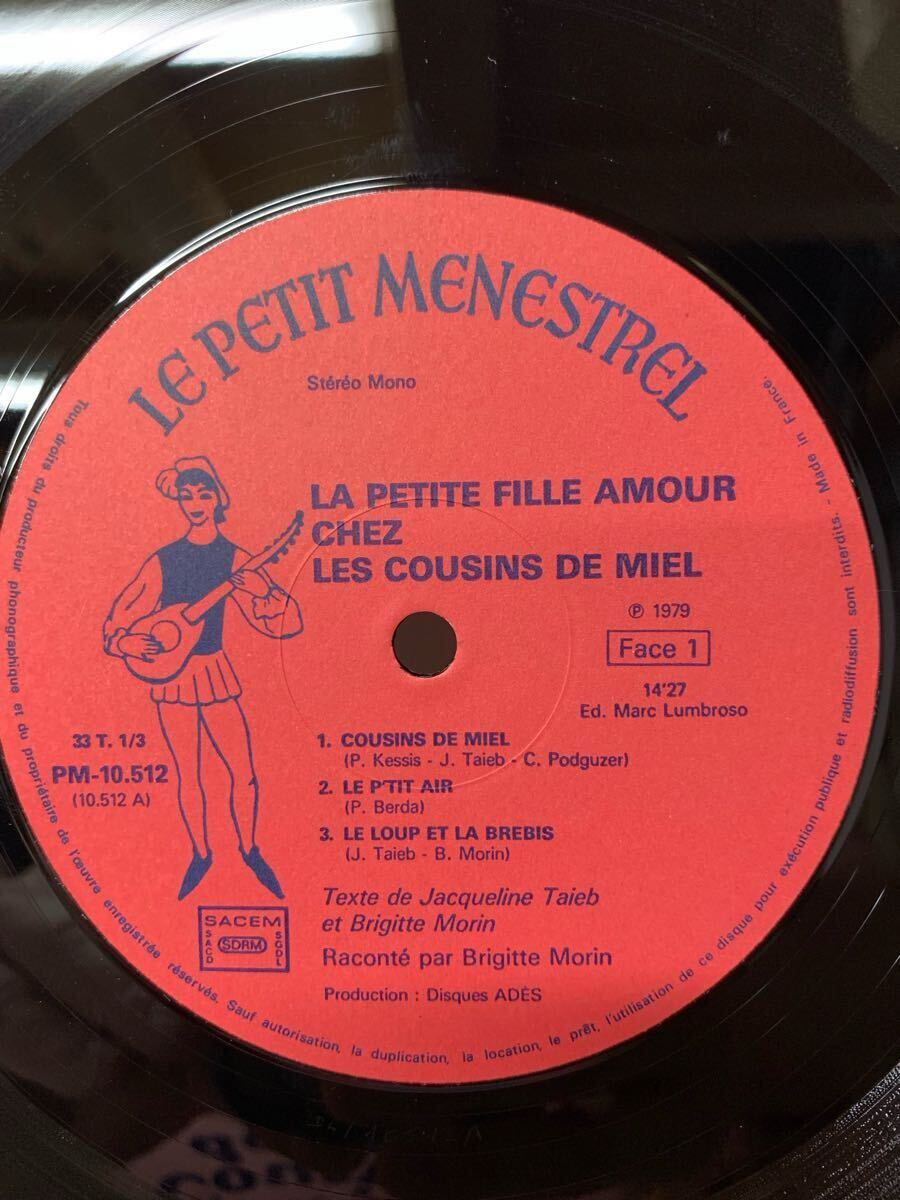 LE PETIT MENESTREL
Stéréo Mono
LA PETITE FILLE AMOUR
CHEZ
LES COUSINS DE MIEL
℗ 1979
Face 1
14'27
Ed. Marc Lumbroso
33 T. 1/3
PM-10.512
(10.512 A)
1. COUSINS DE MIEL
(P. Kessis - J. Taieb - C. Podguzer)
2. LE P'TIT AIR
(P. Berda)
3. LE LOUP ET LA BREBIS
(J. Taieb - B. Morin)
Texte de Jacqueline Taieb
et Brigitte Morin
Raconté par Brigitte Morin
Production : Disques ADÈS
SACEM
SACD
SDRM
SGDL
Tous droits du producteur phonographique et du propriétaire de l'œuvre enregistrée réservés. Sauf autorisation, la duplication, la location, le prêt, l'utilisation de ce disque pour exécution publique et radiodiffusion sont interdits. - Made in France.